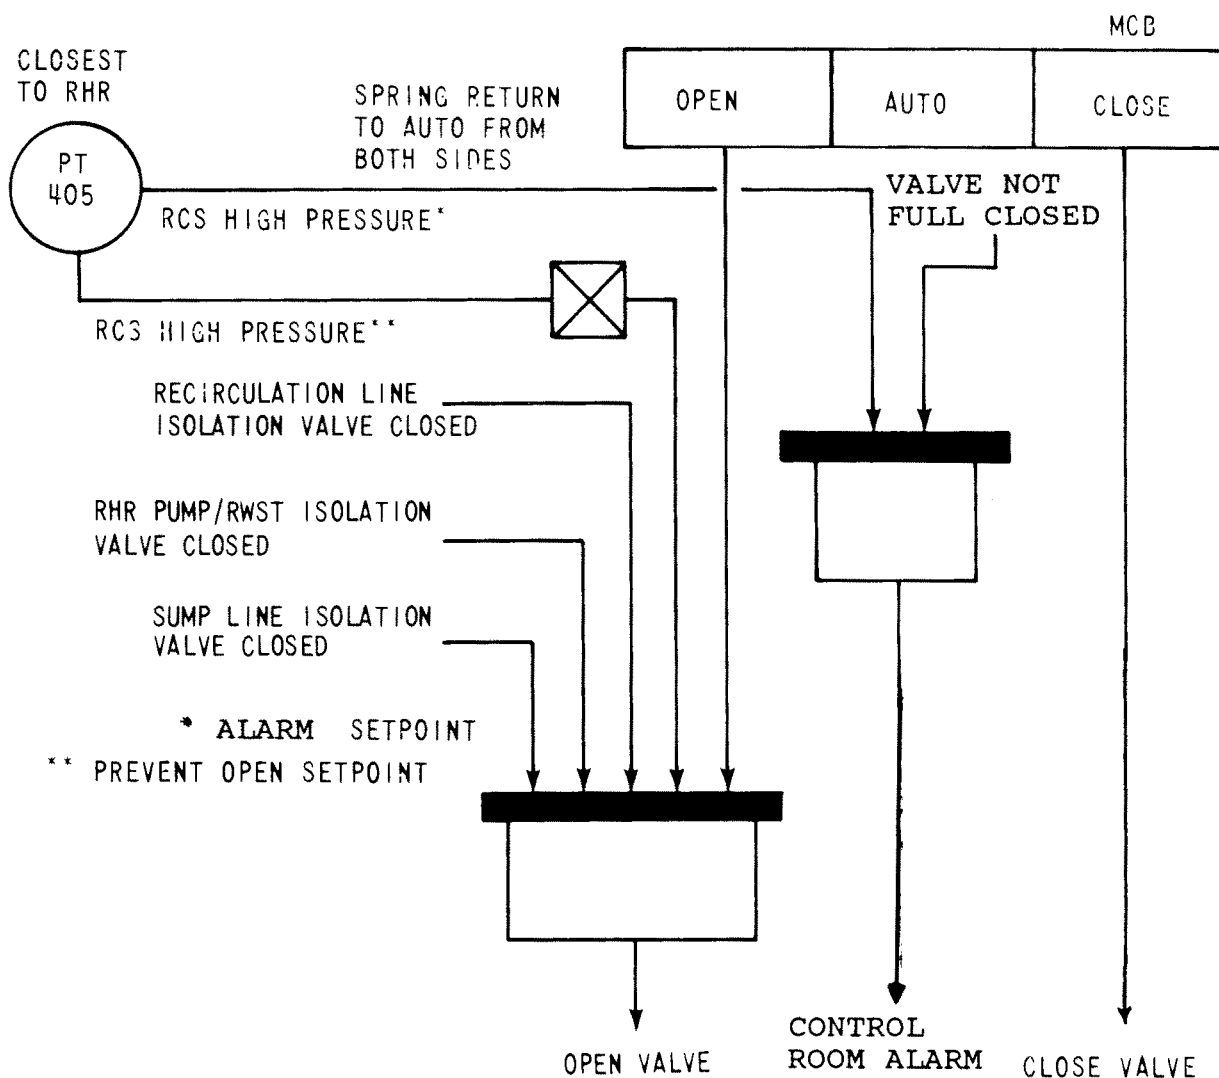 MCB
CLOSEST
TO RHR
SPRING RETURN
TO AUTO FROM
BOTH SIDES
OPEN
AUTO
CLOSE
PT
405
RCS HIGH PRESSURE*
VALVE NOT
FULL CLOSED
RCS HIGH PRESSURE**
RECIRCULATION LINE
ISOLATION VALVE CLOSED
RHR PUMP/RWST ISOLATION
VALVE CLOSED
SUMP LINE ISOLATION
VALVE CLOSED
* ALARM SETPOINT
** PREVENT OPEN SETPOINT
OPEN VALVE
CONTROL
ROOM ALARM
CLOSE VALVE